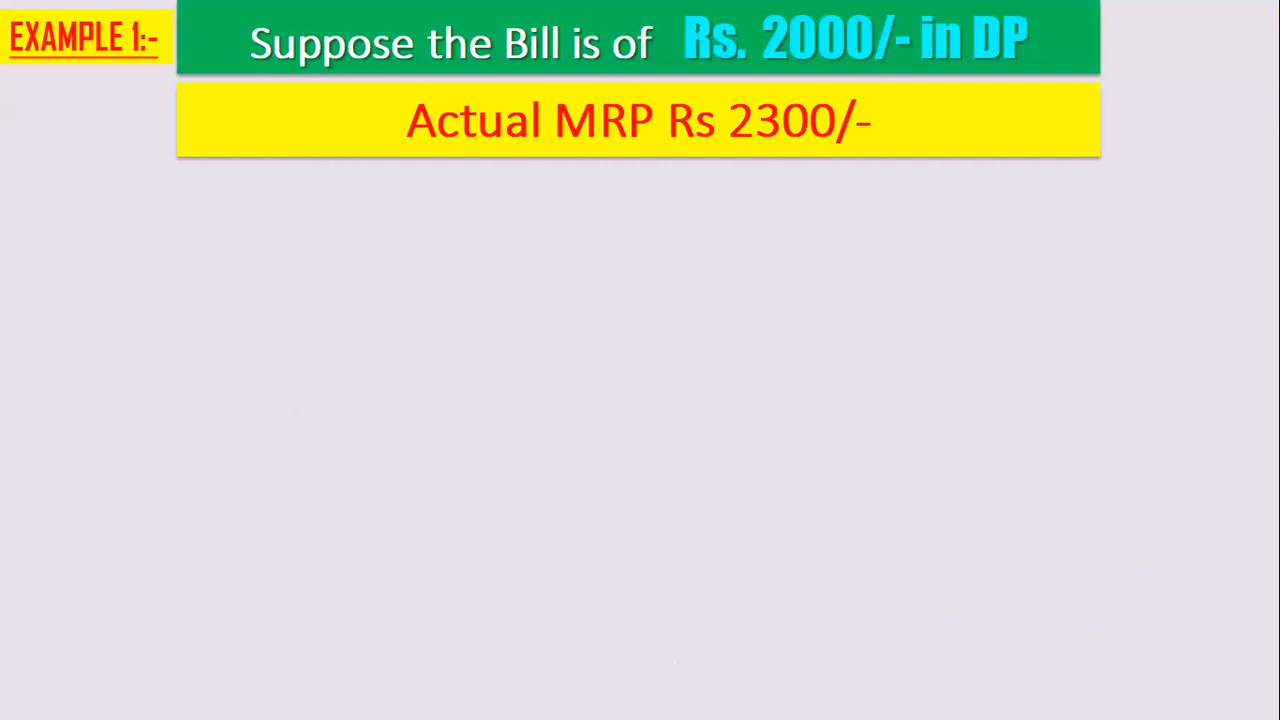 EXAMPLE 1:-
Suppose the Bill is of Rs. 2000/- in DP
Actual MRP Rs 2300/-